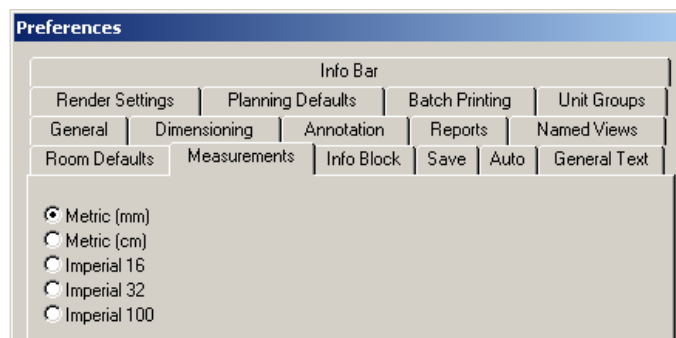 Preferences
Info Bar
Render Settings Planning Defaults Batch Printing Unit Groups
General Dimensioning Annotation Reports Named Views
Room Defaults Measurements Info Block Save Auto General Text
Metric (mm)
Metric (cm)
Imperial 16
Imperial 32
Imperial 100